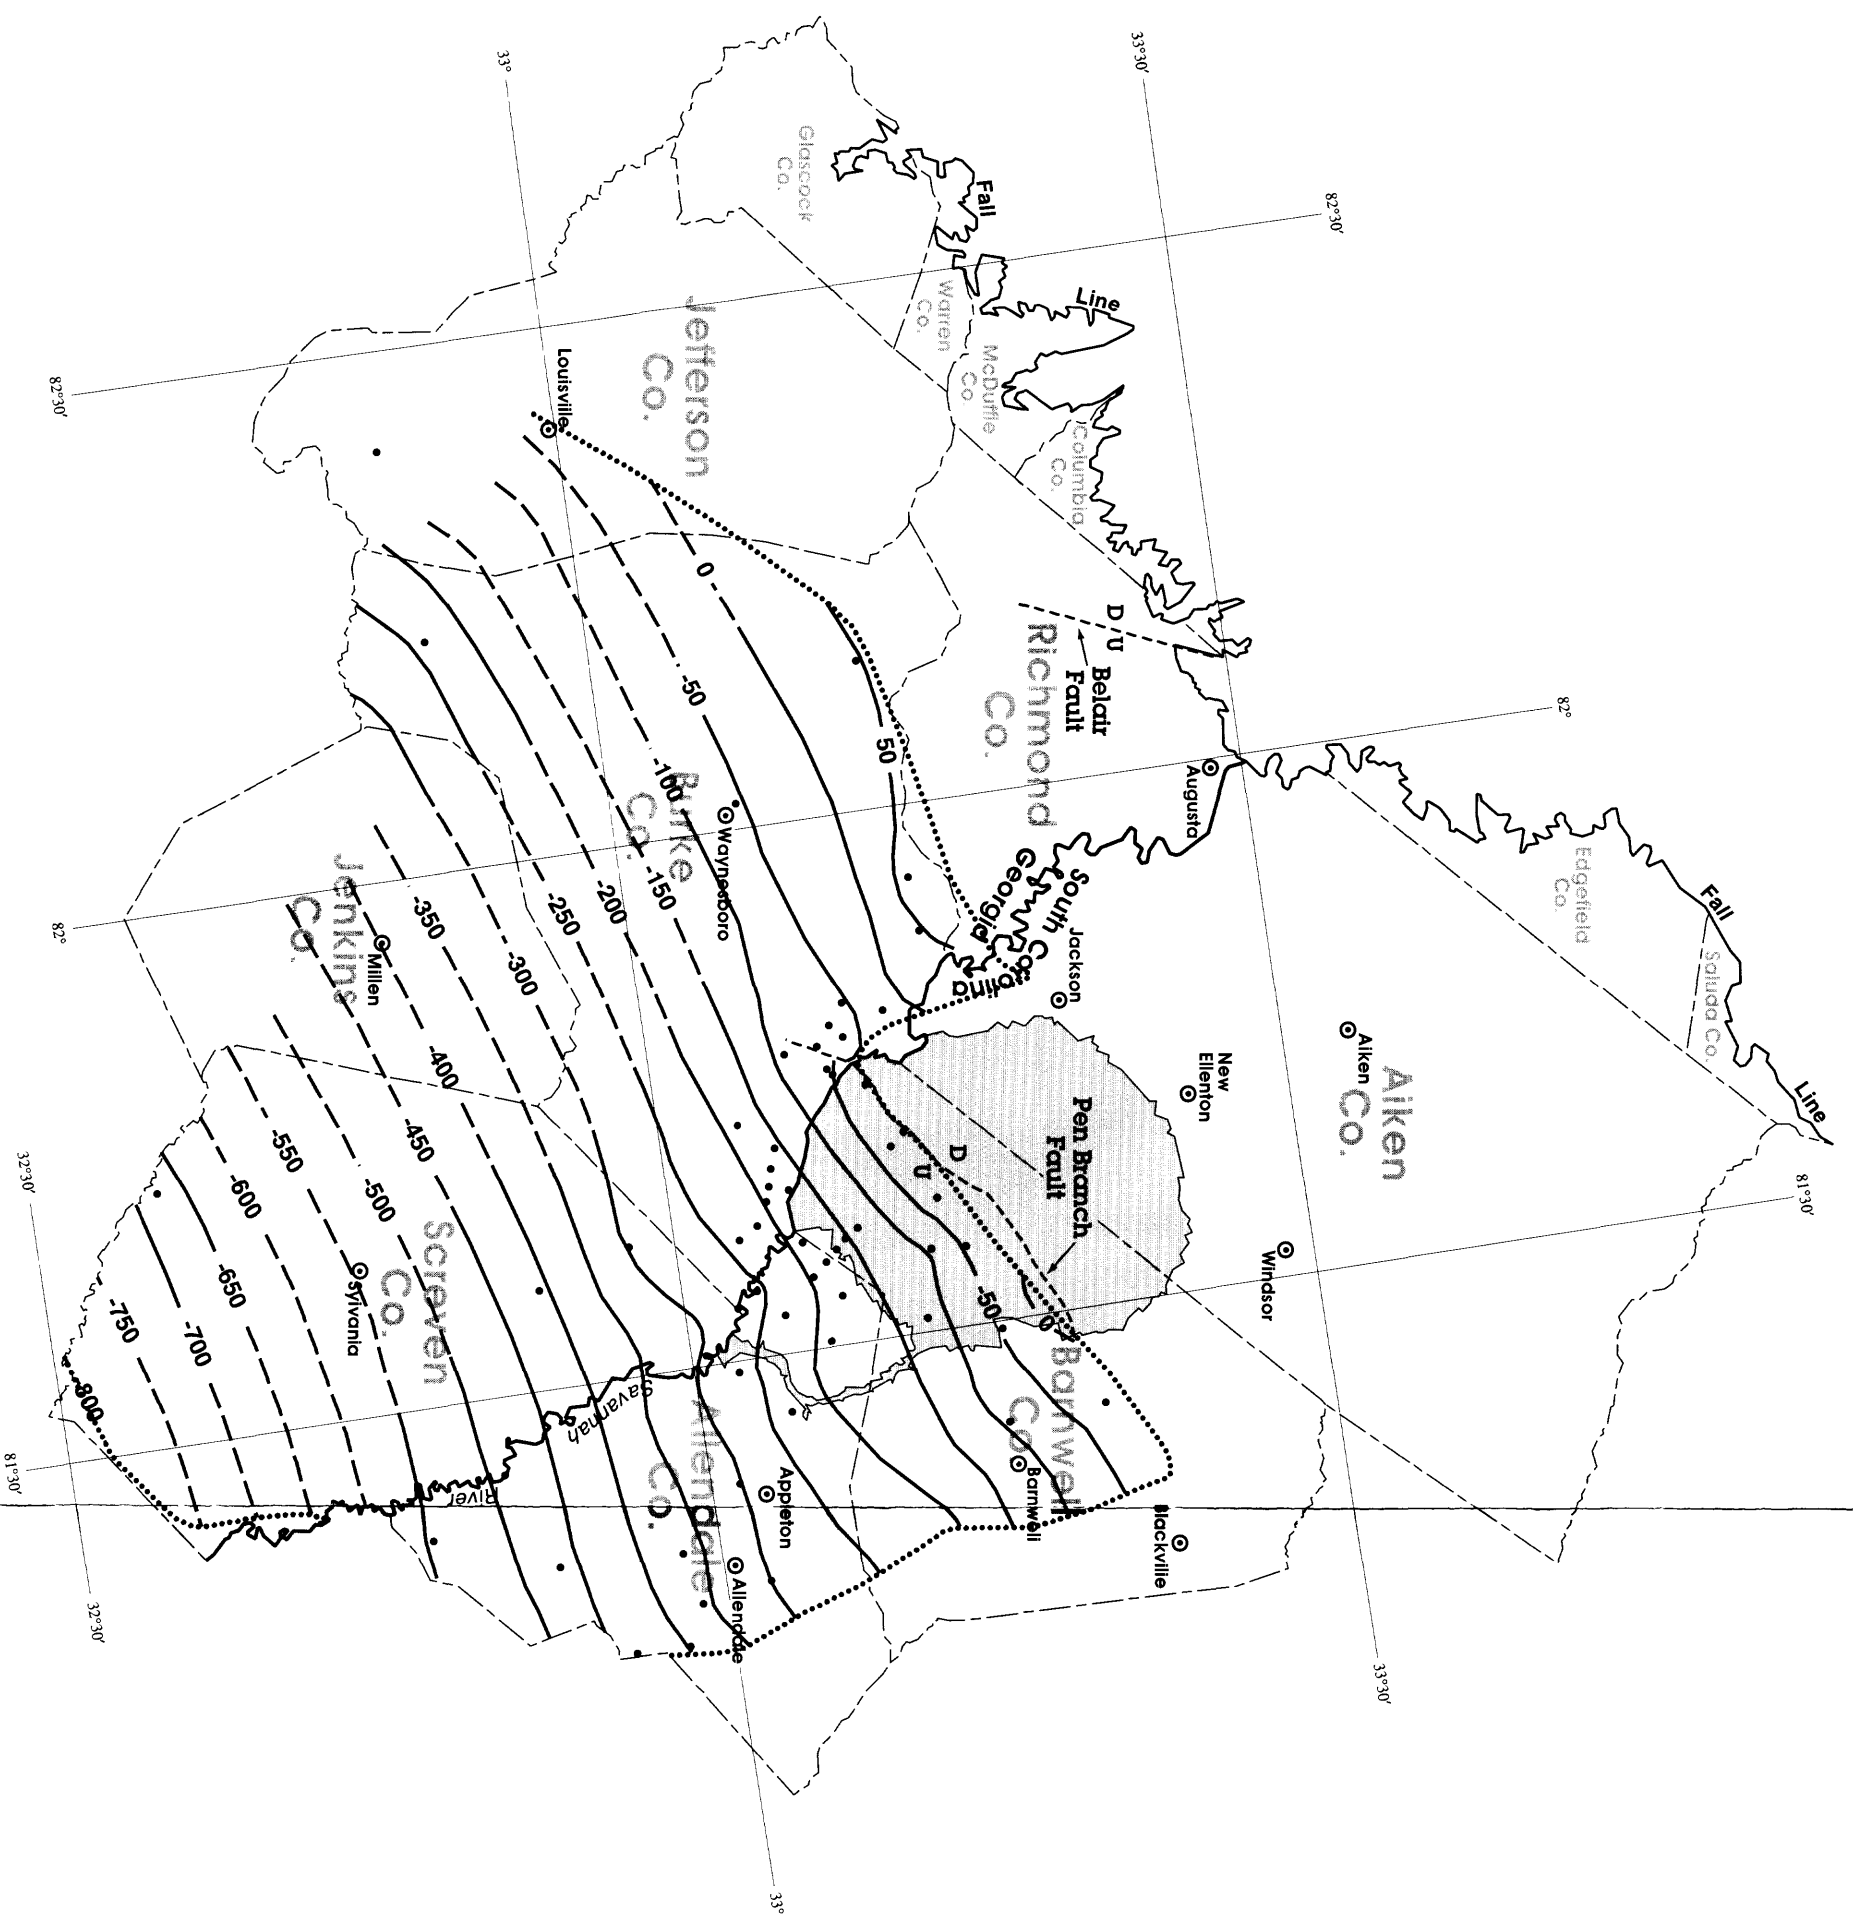 33°
33°30′
82°30′
Glascock
Co.
Fall
Line
Warren
Co.
McDuffie
Co.
Columbia
Co.
Jefferson
Co.
Louisville
82°30′
D
U
Belair
Fault
Richmond
Co.
82°
Augusta
Edgefield
Co.
Fall
Line
Saluda Co.
0
-50
50
-100
Burke
Co.
Waynesboro
-150
-200
-250
-300
-350
South Carolina
Georgia
Jackson
Aiken
Aiken
Co.
New
Ellenton
81°30′
Jenkins
Co.
Millen
82°
Pen Branch
Fault
D
U
Windsor
-50
0
-400
-450
-500
-550
-600
-650
-700
-750
-800
Screven
Co.
Sylvania
Savannah
River
Barnwell
Co.
Barnwell
Blackville
Allendale
Co.
Appleton
Allendale
32°30′
81°30′
32°30′
33°30′
33°